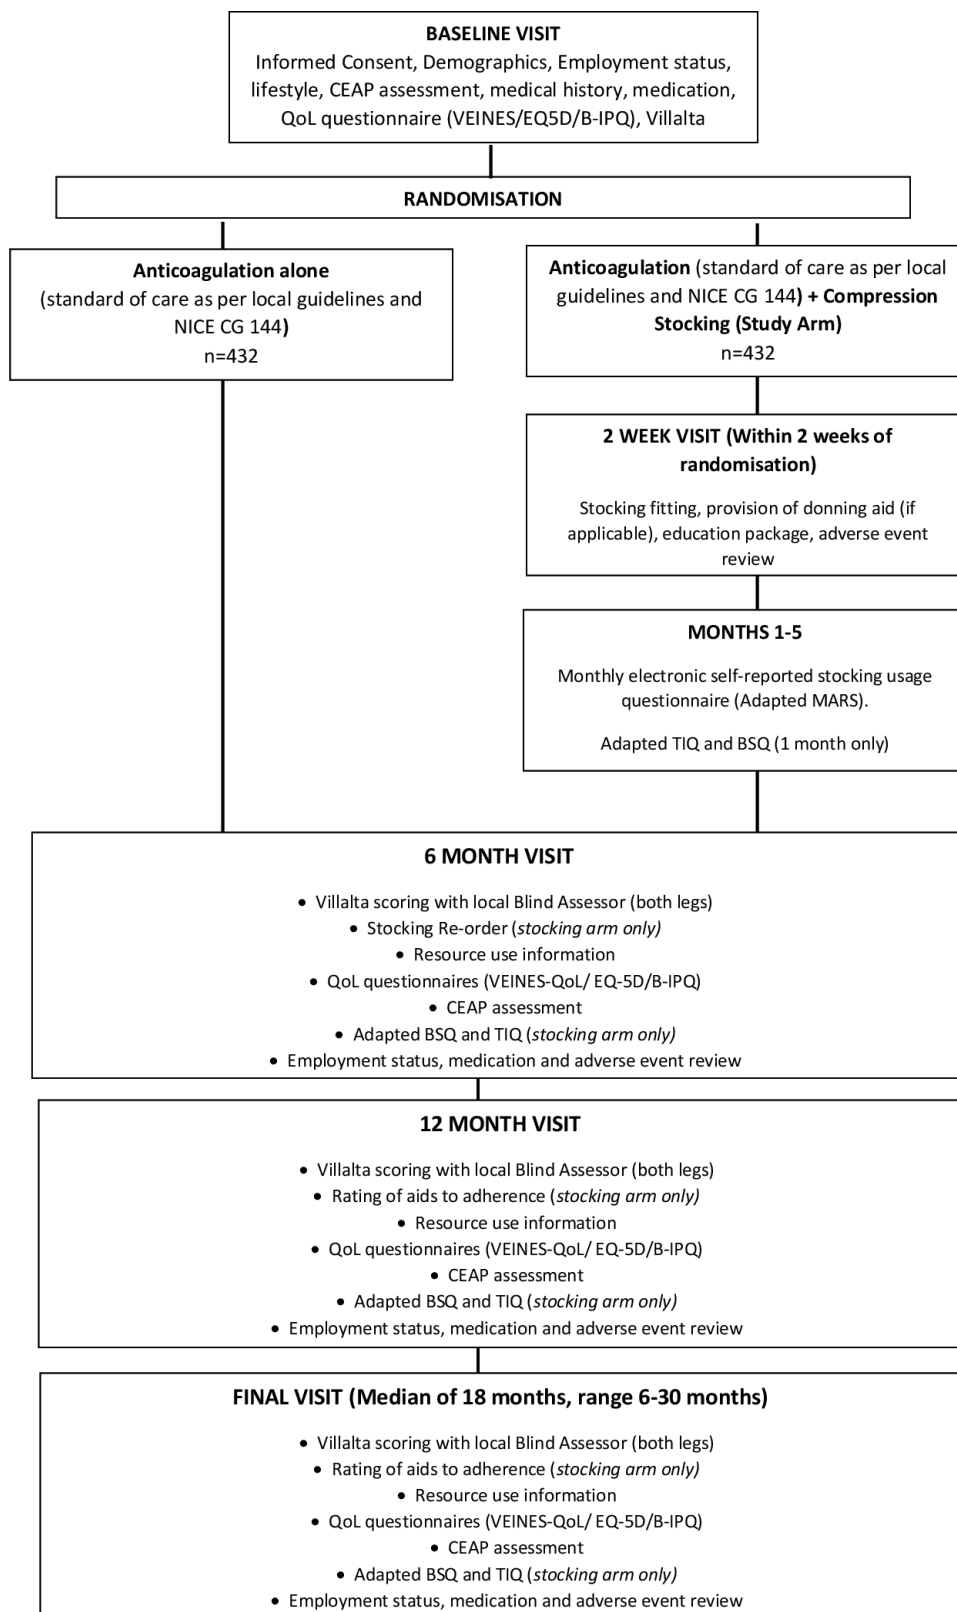 BASELINE VISIT
Informed Consent, Demographics, Employment status,
lifestyle, CEAP assessment, medical history, medication,
QoL questionnaire (VEINES/EQ5D/B-IPQ), Villalta
RANDOMISATION
Anticoagulation alone
(standard of care as per local guidelines and
NICE CG 144)
n=432
Anticoagulation (standard of care as per local
guidelines and NICE CG 144) + Compression
Stocking (Study Arm)
n=432
2 WEEK VISIT (Within 2 weeks of
randomisation)
Stocking fitting, provision of donning aid (if
applicable), education package, adverse event
review
MONTHS 1-5
Monthly electronic self-reported stocking usage
questionnaire (Adapted MARS).
Adapted TIQ and BSQ (1 month only)
6 MONTH VISIT
• Villalta scoring with local Blind Assessor (both legs)
• Stocking Re-order (stocking arm only)
• Resource use information
• QoL questionnaires (VEINES-QoL/ EQ-5D/B-IPQ)
• CEAP assessment
• Adapted BSQ and TIQ (stocking arm only)
• Employment status, medication and adverse event review
12 MONTH VISIT
• Villalta scoring with local Blind Assessor (both legs)
• Rating of aids to adherence (stocking arm only)
• Resource use information
• QoL questionnaires (VEINES-QoL/ EQ-5D/B-IPQ)
• CEAP assessment
• Adapted BSQ and TIQ (stocking arm only)
• Employment status, medication and adverse event review
FINAL VISIT (Median of 18 months, range 6-30 months)
• Villalta scoring with local Blind Assessor (both legs)
• Rating of aids to adherence (stocking arm only)
• Resource use information
• QoL questionnaires (VEINES-QoL/ EQ-5D/B-IPQ)
• CEAP assessment
• Adapted BSQ and TIQ (stocking arm only)
• Employment status, medication and adverse event review